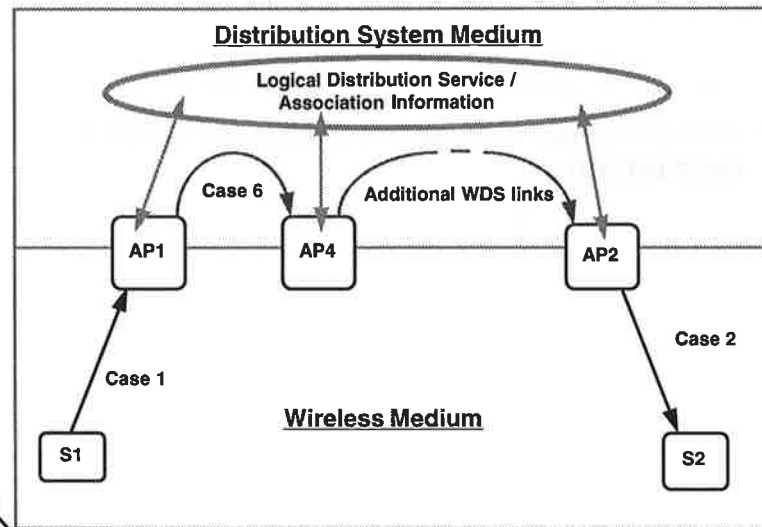 Distribution System Medium
Logical Distribution Service /
Association Information
Case 6
Additional WDS links
AP1
AP4
AP2
Case 1
Case 2
Wireless Medium
S1
S2